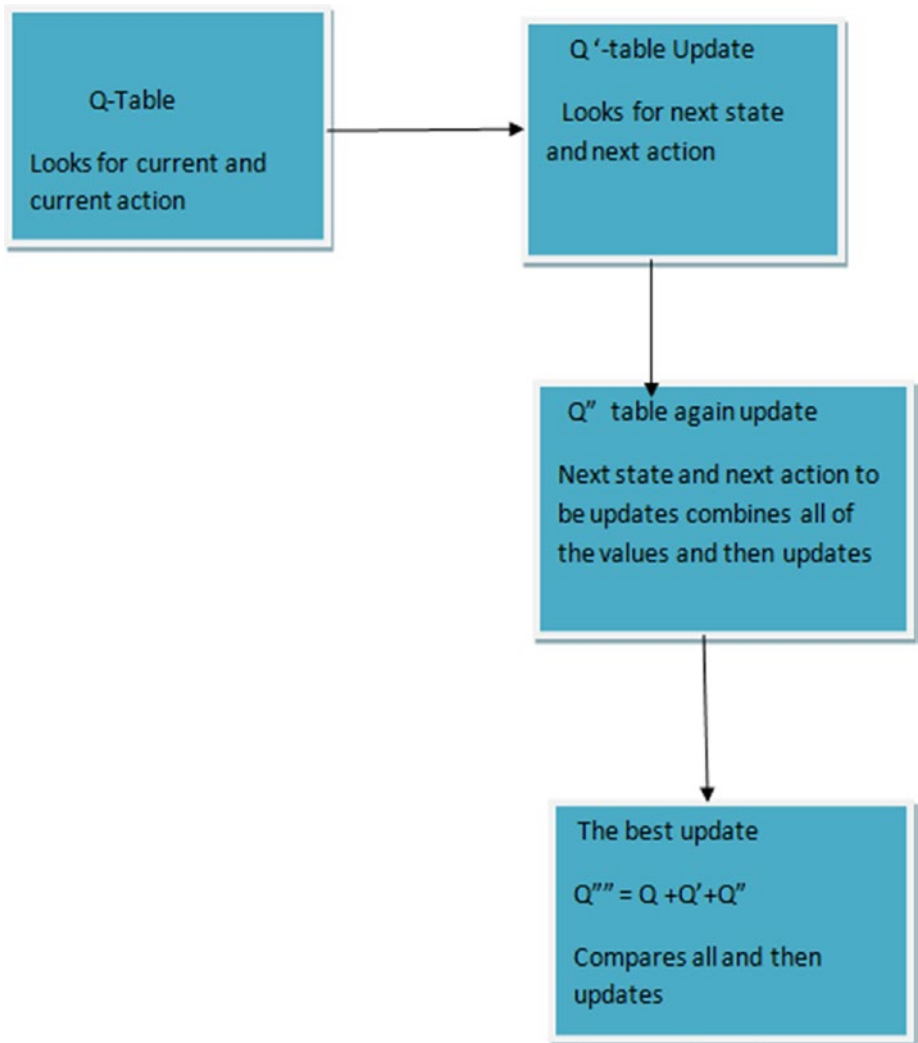 Q-Table
Looks for current and
current action
Q ‘-table Update
Looks for next state
and next action
Q” table again update
Next state and next action to
be updates combines all of
the values and then updates
The best update
Q”” = Q +Q’+Q”
Compares all and then
updates